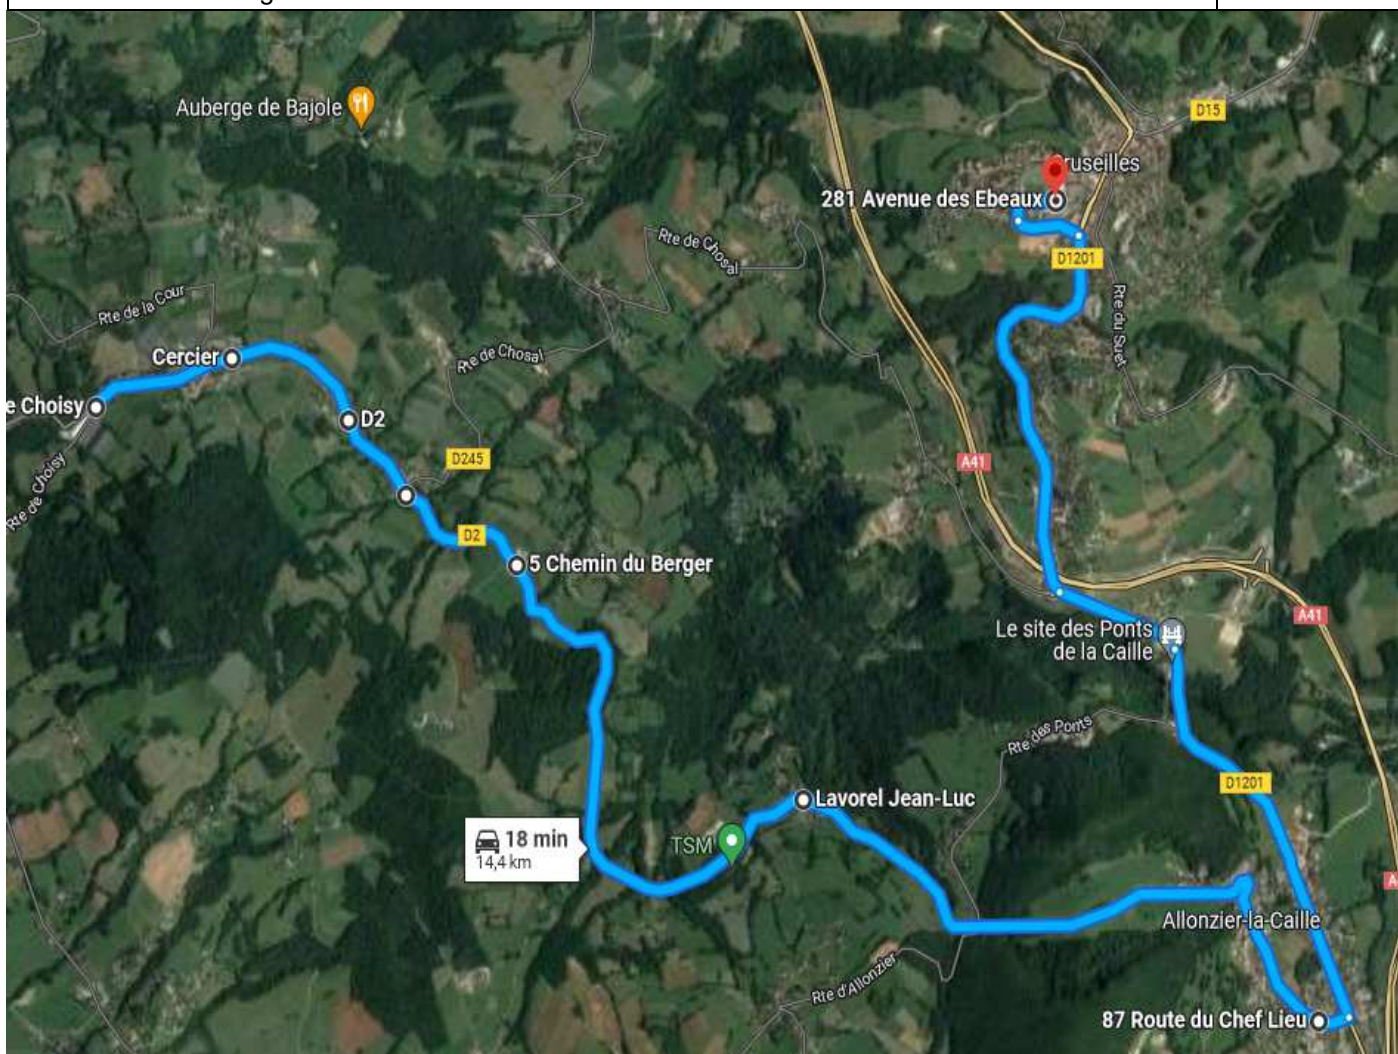 Auberge de Bajole
D15
ruseilles
281 Avenue des Ebeaux
D1201
Rte de Chosal
Rte du Suet
Rte de la Cour
Cercier
Rte de Chosal
e Choisy
D2
D245
A41
Rte de Choisy
D2
5 Chemin du Berger
A41
Le site des Ponts
de la Caille
Rte des Ponts
D1201
Lavorel Jean-Luc
18 min
14,4 km
TSM
A
Allonzier-la-Caille
Rte d'Allonzier
87 Route du Chef Lieu